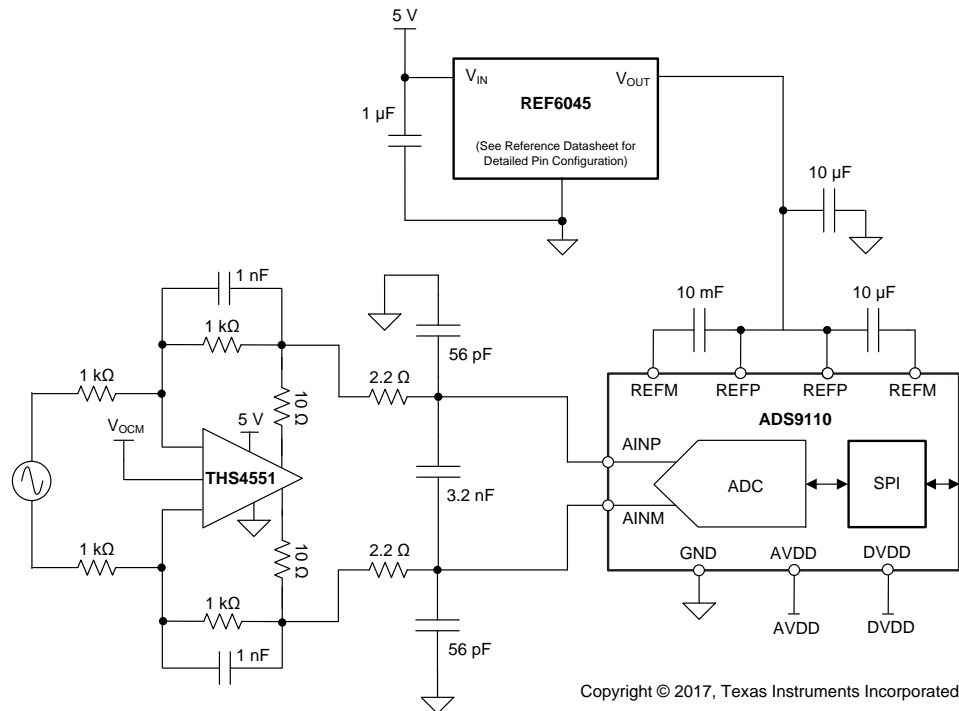 5 V
V_IN
V_OUT
REF6045
1 µF
(See Reference Datasheet for
Detailed Pin Configuration)
10 µF
1 nF
10 mF
10 µF
1 kΩ
56 pF
1 kΩ
2.2 Ω
REFM
REFP
REFP
REFM
10 Ω
ADS9110
V_OCM
5 V
AINP
THS4551
3.2 nF
ADC
SPI
AINM
1 kΩ
2.2 Ω
10 Ω
GND
AVDD
DVDD
1 kΩ
56 pF
AVDD
DVDD
1 nF
Copyright © 2017, Texas Instruments Incorporated